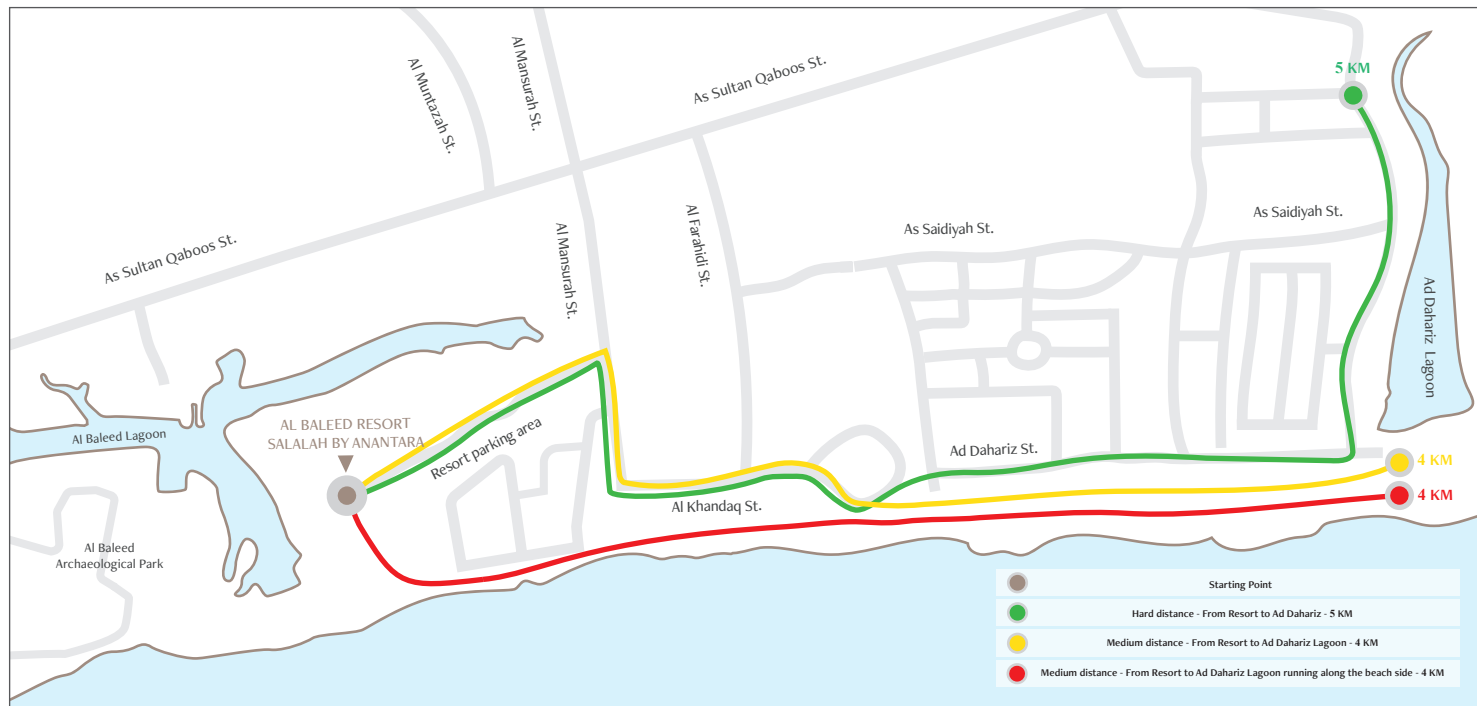 5 KM
Al Muntazah St.
Al Mansurah St.
As Sultan Qaboos St.
As Sultan Qaboos St.
Al Mansurah St.
Al Farahidi St.
As Saidiyah St.
As Saidiyah St.
Ad Dahariz Lagoon
Al Baleed Lagoon
AL BALEED RESORT
SALALAH BY ANANTARA
Resort parking area
Ad Dahariz St.
4 KM
4 KM
Al Khandaq St.
Al Baleed
Archaeological Park
Starting Point
Hard distance - From Resort to Ad Dahariz - 5 KM
Medium distance - From Resort to Ad Dahariz Lagoon - 4 KM
Medium distance - From Resort to Ad Dahariz Lagoon running along the beach side - 4 KM